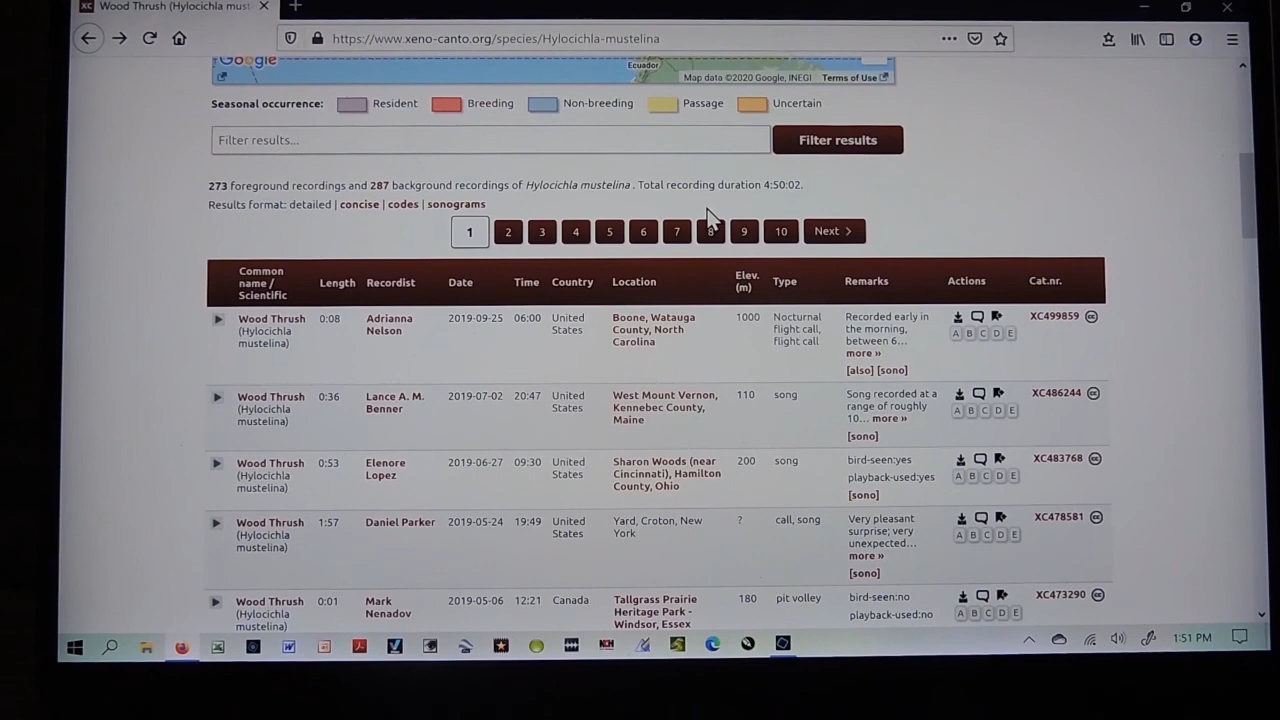 XC Wood Thrush (Hylocichla must
https://www.xeno-canto.org/species/Hylocichla-mustelina
Google
Ecuador
Map data ©2020 Google, INEGI Terms of Use
Seasonal occurrence: Resident Breeding Non-breeding Passage Uncertain
Filter results... Filter results
273 foreground recordings and 287 background recordings of Hylocichla mustelina . Total recording duration 4:50:02.
Results format: detailed | concise | codes | sonograms
1 2 3 4 5 6 7 8 9 10 Next >
Common
name /
Scientific
Length Recordist Date Time Country Location
Elev.
(m)
Type Remarks Actions Cat.nr.
Wood Thrush
(Hylocichla
mustelina)
0:08
Adrianna
Nelson
2019-09-25 06:00
United
States
Boone, Watauga
County, North
Carolina
1000
Nocturnal
flight call,
flight call
Recorded early in
the morning,
between 6...
more »
[also] [sono]
A B C D E
XC499859 cc
Wood Thrush
(Hylocichla
mustelina)
0:36
Lance A. M.
Benner
2019-07-02 20:47
United
States
West Mount Vernon,
Kennebec County,
Maine
110 song
Song recorded at a
range of roughly
10... more »
[sono]
A B C D E
XC486244 cc
Wood Thrush
(Hylocichla
mustelina)
0:53
Elenore
Lopez
2019-06-27 09:30
United
States
Sharon Woods (near
Cincinnati), Hamilton
County, Ohio
200 song
bird-seen:yes
playback-used:yes
[sono]
A B C D E
XC483768 cc
Wood Thrush
(Hylocichla
mustelina)
1:57 Daniel Parker 2019-05-24 19:49
United
States
Yard, Croton, New
York
? call, song
Very pleasant
surprise; very
unexpected...
more »
[sono]
A B C D E
XC478581 cc
Wood Thrush
(Hylocichla
mustelina)
0:01
Mark
Nenadov
2019-05-06 12:21 Canada
Tallgrass Prairie
Heritage Park -
Windsor, Essex
180 pit volley
bird-seen:no
playback-used:no
A B C D E
XC473290 cc
NCH
1:51 PM